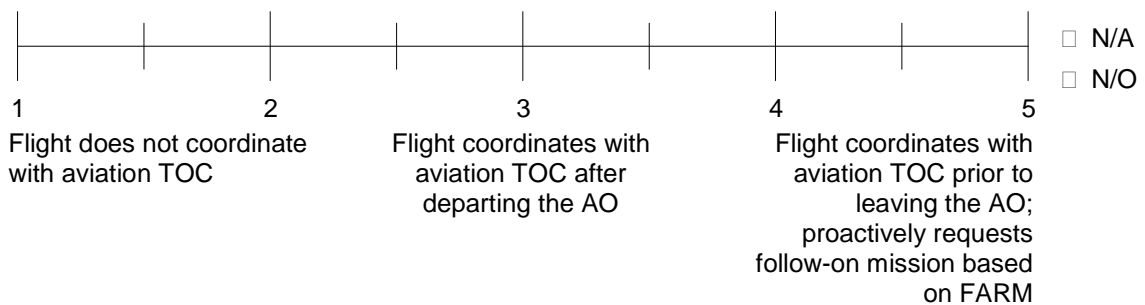 □ N/A
□ N/O
1 2 3 4 5
Flight does not coordinate
with aviation TOC
Flight coordinates with
aviation TOC after
departing the AO
Flight coordinates with
aviation TOC prior to
leaving the AO;
proactively requests
follow-on mission based
on FARM